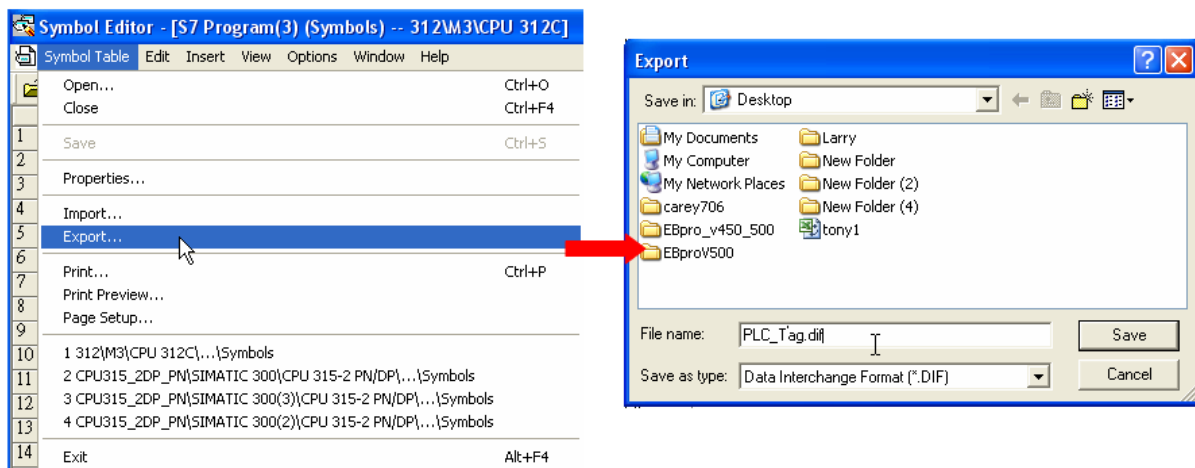 Symbol Editor - [S7 Program(3) (Symbols) -- 312\M3\CPU 312C]
Symbol Table Edit Insert View Options Window Help
Open... Ctrl+O
Close Ctrl+F4
Save Ctrl+S
Properties...
Import...
Export...
Print... Ctrl+P
Print Preview...
Page Setup...
1 312\M3\CPU 312C\...\Symbols
2 CPU315_2DP_PN\SIMATIC 300\CPU 315-2 PN/DP\...\Symbols
3 CPU315_2DP_PN\SIMATIC 300(3)\CPU 315-2 PN/DP\...\Symbols
4 CPU315_2DP_PN\SIMATIC 300(2)\CPU 315-2 PN/DP\...\Symbols
Exit Alt+F4
1
2
3
4
5
6
7
8
9
10
11
12
13
14
Export
Save in: Desktop
My Documents
My Computer
My Network Places
carey706
EBpro_v450_500
EBproV500
Larry
New Folder
New Folder (2)
New Folder (4)
tony1
File name: PLC_Tag.dif
Save
Save as type: Data Interchange Format (*.DIF)
Cancel